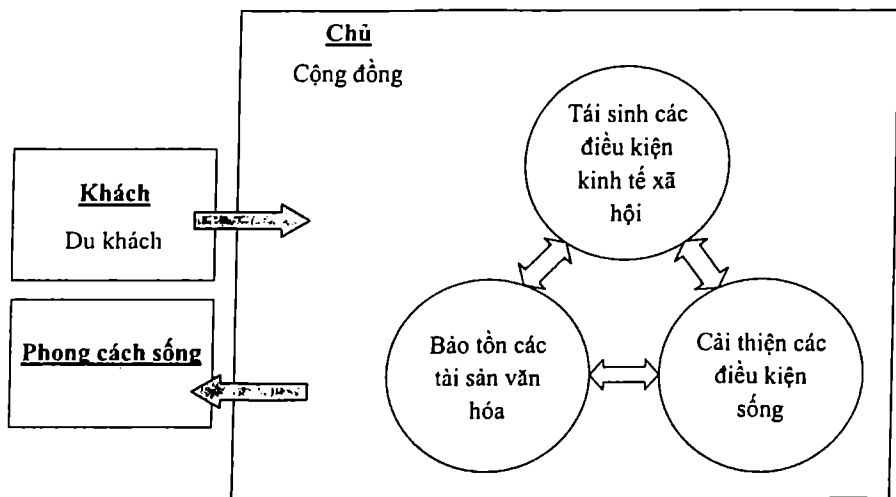 Chủ
Cộng đồng
Tái sinh các
điều kiện
kinh tế xã
hội
Khách
Du khách
Phong cách sống
Bảo tồn các
tài sản văn
hóa
Cải thiện các
điều kiện
sống